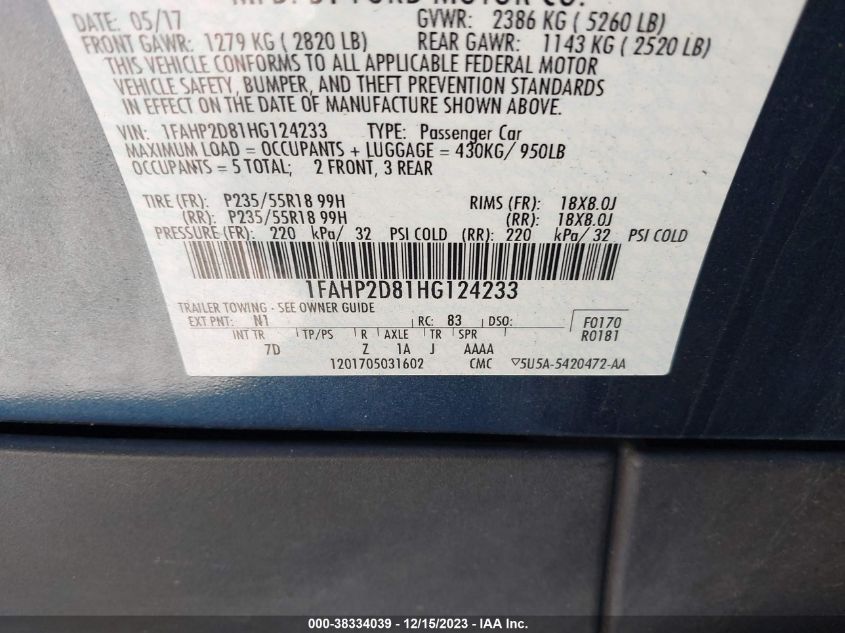 MFD. BY FORD MOTOR CO.
DATE: 05/17 GVWR: 2386 KG ( 5260 LB)
FRONT GAWR: 1279 KG ( 2820 LB) REAR GAWR: 1143 KG ( 2520 LB)
THIS VEHICLE CONFORMS TO ALL APPLICABLE FEDERAL MOTOR
VEHICLE SAFETY, BUMPER, AND THEFT PREVENTION STANDARDS
IN EFFECT ON THE DATE OF MANUFACTURE SHOWN ABOVE.
VIN: 1FAHP2D81HG124233 TYPE: Passenger Car
MAXIMUM LOAD = OCCUPANTS + LUGGAGE = 430KG/ 950LB
OCCUPANTS = 5 TOTAL; 2 FRONT, 3 REAR
TIRE (FR): P235/55R18 99H RIMS (FR): 18X8.0J
(RR): P235/55R18 99H (RR): 18X8.0J
PRESSURE (FR): 220 kPa/ 32 PSI COLD (RR): 220 kPa/ 32 PSI COLD
1FAHP2D81HG124233
TRAILER TOWING - SEE OWNER GUIDE
EXT PNT: N1 RC: 83 DSO: F0170
INT TR TP/PS R AXLE TR SPR R0181
7D Z 1A J AAAA
1201705031602 CMC ▽5U5A-5420472-AA
000-38334039 - 12/15/2023 - IAA Inc.